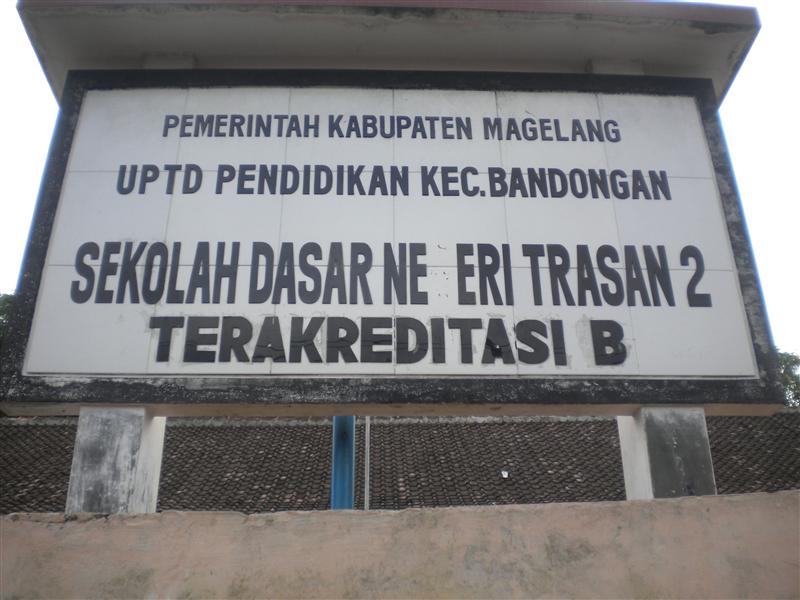 PEMERINTAH KABUPATEN MAGELANG
UPTD PENDIDIKAN KEC.BANDONGAN
SEKOLAH DASAR NE ERI TRASAN 2
TERAKREDITASI B